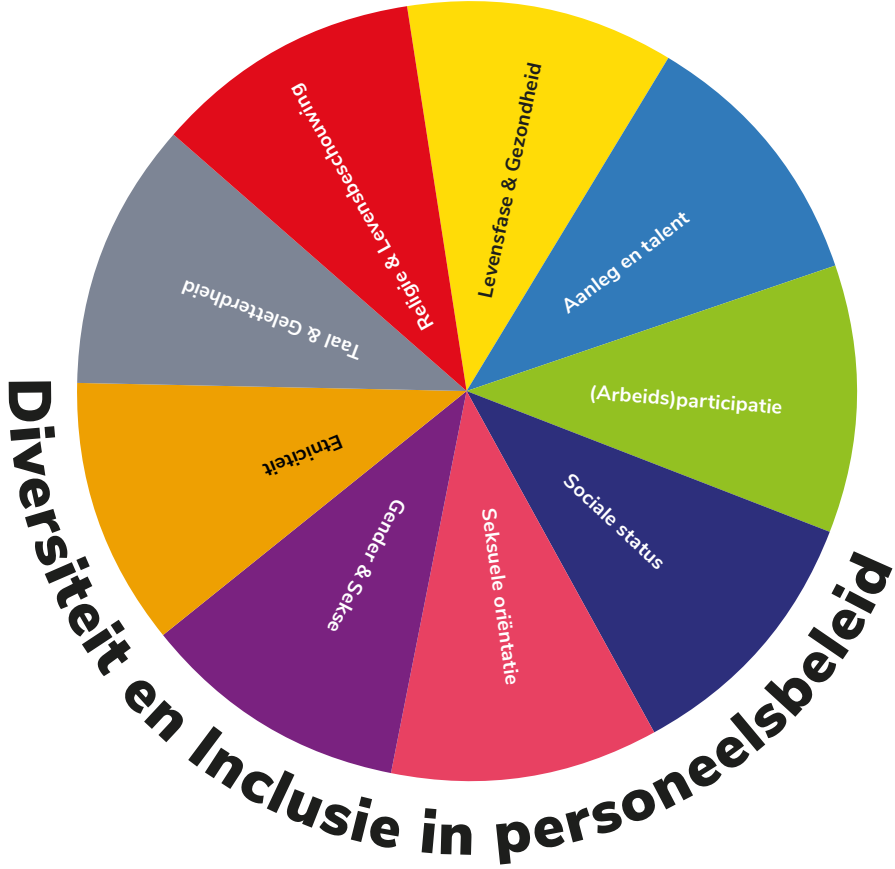 Levensfase & Gezondheid
Aanleg en talent
(Arbeids)participatie
Sociale status
Seksuele oriëntatie
Gender & Sekse
Etniciteit
Taal & Geletterdheid
Religie & Levensbeschouwing
Diversiteit en Inclusie in personeelsbeleid